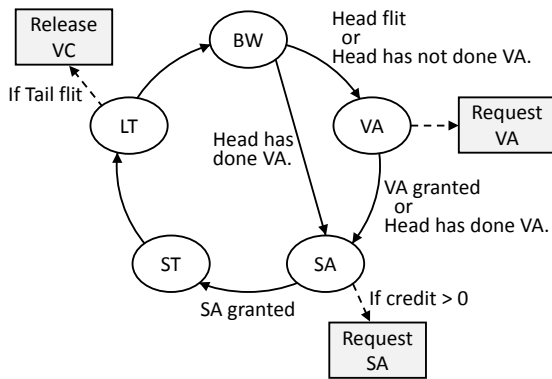 Release
VC
BW
Head flit
or
Head has not done VA.
If Tail flit
LT
VA
Request
VA
Head has
done VA.
VA granted
or
Head has done VA.
ST
SA
SA granted
If credit > 0
Request
SA